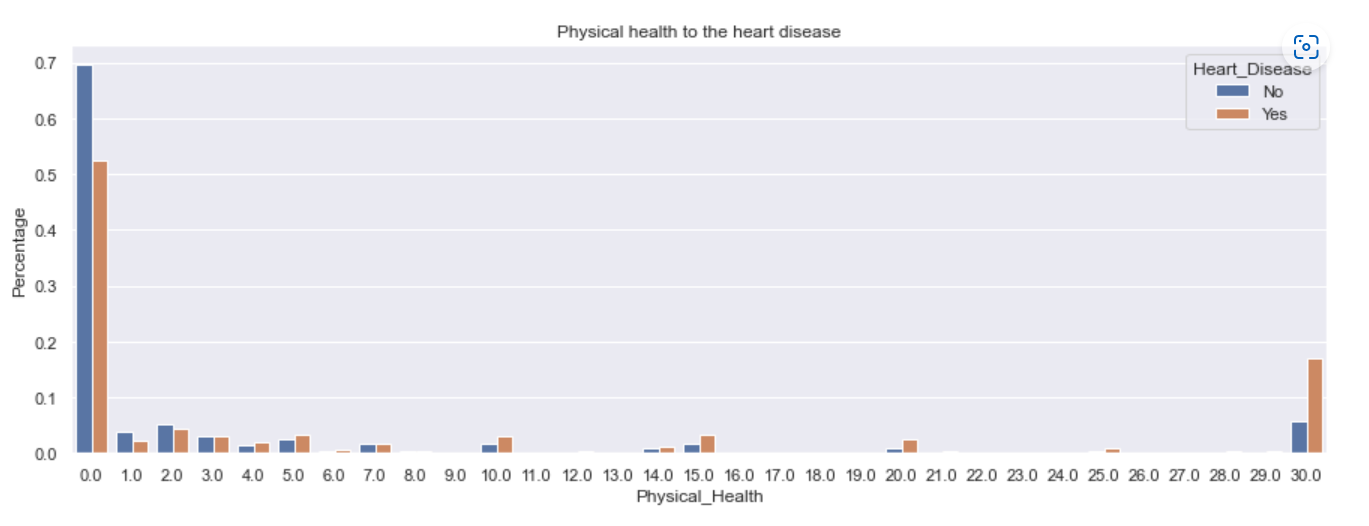 Physical health to the heart disease
Heart_Disease
No
Yes
Percentage
0.7
0.6
0.5
0.4
0.3
0.2
0.1
0.0
0.0 1.0 2.0 3.0 4.0 5.0 6.0 7.0 8.0 9.0 10.0 11.0 12.0 13.0 14.0 15.0 16.0 17.0 18.0 19.0 20.0 21.0 22.0 23.0 24.0 25.0 26.0 27.0 28.0 29.0 30.0
Physical_Health